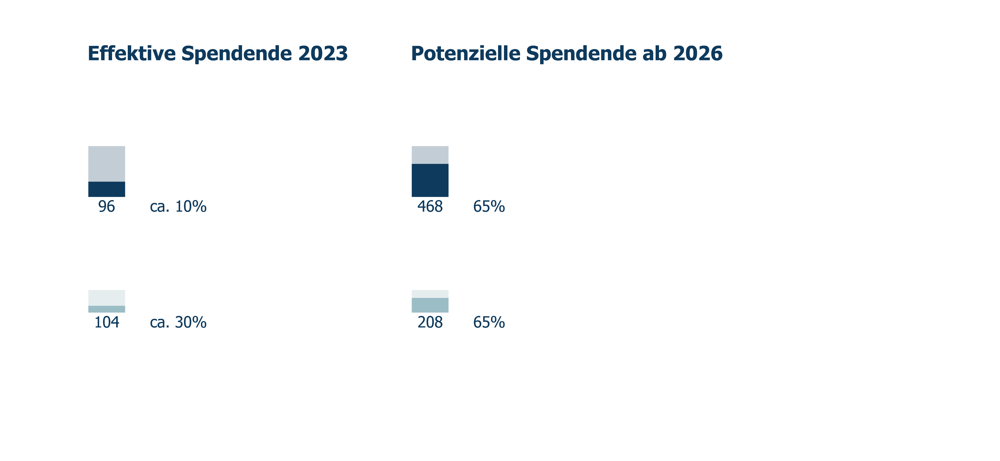 Effektive Spendende 2023
Potenzielle Spendende ab 2026
96 ca. 10%
468 65%
104 ca. 30%
208 65%